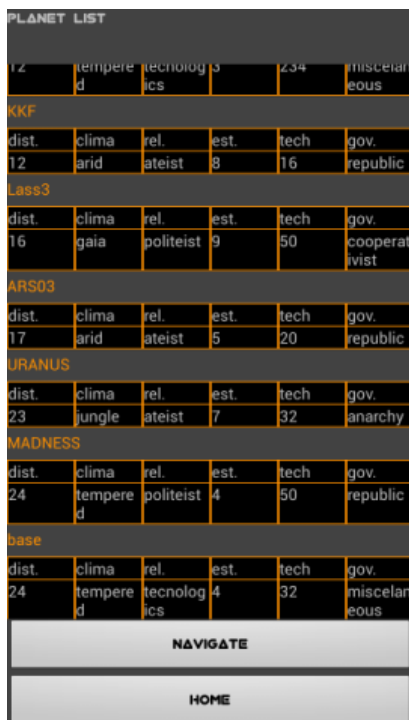 PLANET LIST
12 tempere tecnolog 3 234 miscelan
d ics eous
KKF
dist. clima rel. est. tech gov.
12 arid ateist 8 16 republic
Lass3
dist. clima rel. est. tech gov.
16 gaia politeist 9 50 cooperat
ivist
ARS03
dist. clima rel. est. tech gov.
17 arid ateist 5 20 republic
URANUS
dist. clima rel. est. tech gov.
23 jungle ateist 7 32 anarchy
MADNESS
dist. clima rel. est. tech gov.
24 tempere politeist 4 50 republic
d
base
dist. clima rel. est. tech gov.
24 tempere tecnolog 4 32 miscelan
d ics eous
NAVIGATE
HOME